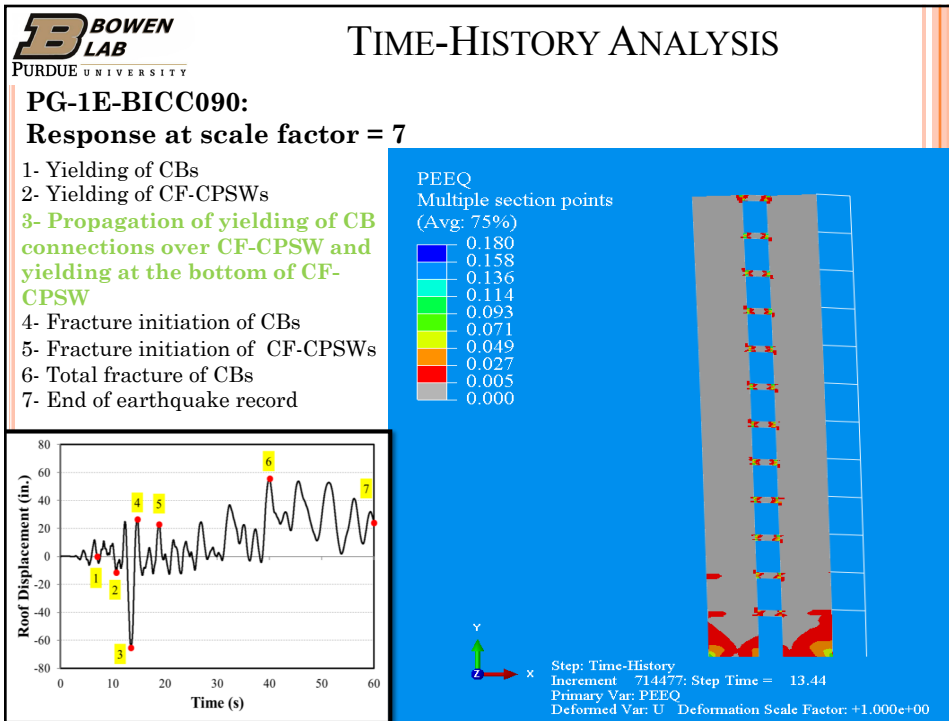 BOWEN
LAB
PURDUE UNIVERSITY
TIME-HISTORY ANALYSIS
PG-1E-BICC090:
Response at scale factor = 7
1- Yielding of CBs
2- Yielding of CF-CPSWs
3- Propagation of yielding of CB
connections over CF-CPSW and
yielding at the bottom of CF-
CPSW
4- Fracture initiation of CBs
5- Fracture initiation of CF-CPSWs
6- Total fracture of CBs
7- End of earthquake record
PEEQ
Multiple section points
(Avg: 75%)
0.180
0.158
0.136
0.114
0.093
0.071
0.049
0.027
0.005
0.000
Roof Displacement (in.)
80
60
40
20
0
-20
-40
-60
-80
1
2
3
4
5
6
7
0 10 20 30 40 50 60
Time (s)
Y
Z
X
Step: Time-History
Increment 714477: Step Time = 13.44
Primary Var: PEEQ
Deformed Var: U Deformation Scale Factor: +1.000e+00